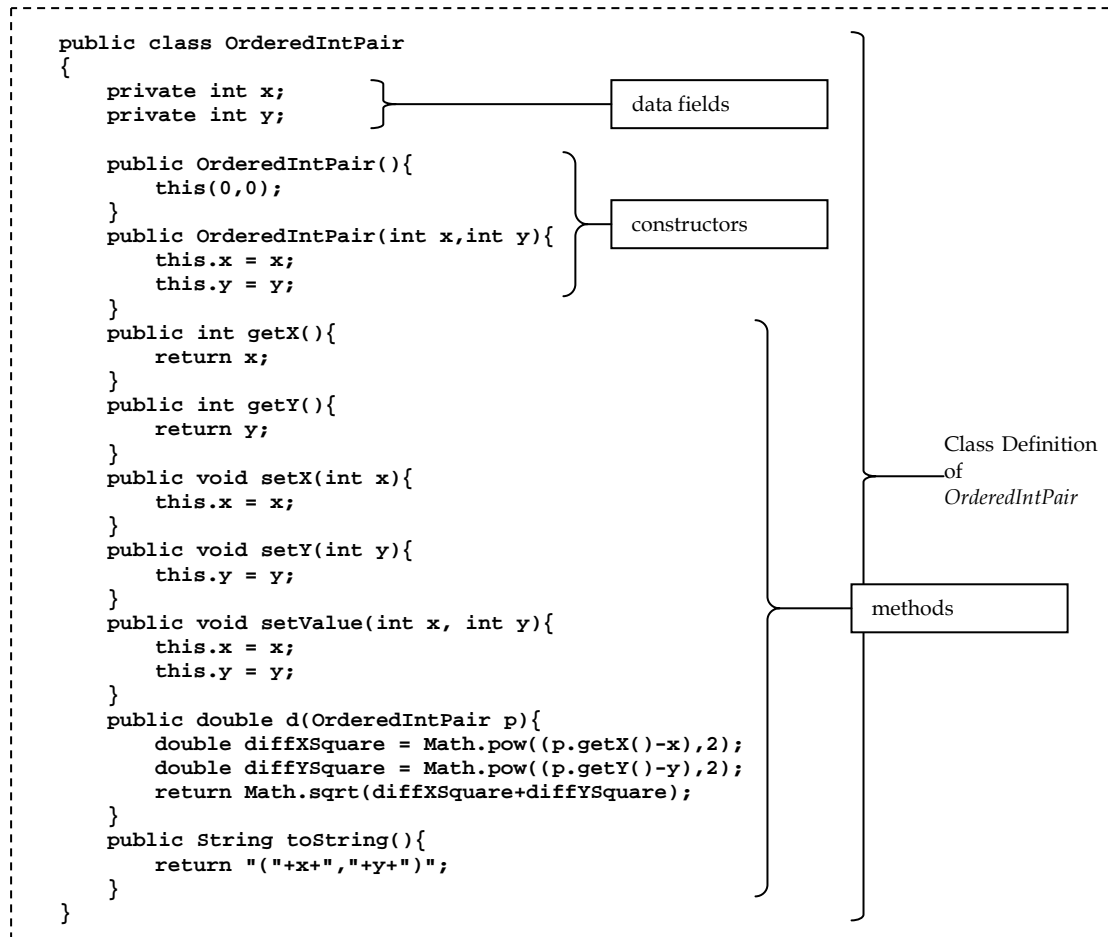 public class OrderedIntPair
{
private int x;
private int y;
data fields
public OrderedIntPair(){
this(0,0);
}
public OrderedIntPair(int x,int y){
this.x = x;
this.y = y;
}
constructors
public int getX(){
return x;
}
public int getY(){
return y;
}
public void setX(int x){
this.x = x;
}
public void setY(int y){
this.y = y;
}
public void setValue(int x, int y){
this.x = x;
this.y = y;
}
public double d(OrderedIntPair p){
double diffXSquare = Math.pow((p.getX()-x),2);
double diffYSquare = Math.pow((p.getY()-y),2);
return Math.sqrt(diffXSquare+diffYSquare);
}
public String toString(){
return "("+x+","+y+")";
}
}
methods
Class Definition
of
OrderedIntPair